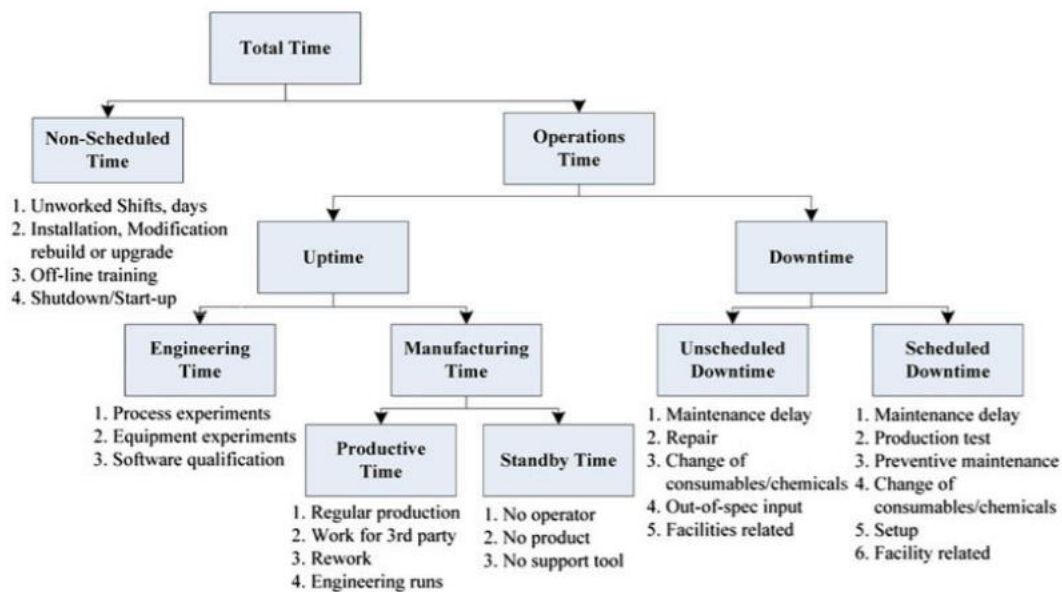 Total Time
Non-Scheduled
Time
Operations
Time
1. Unworked Shifts, days
2. Installation, Modification
rebuild or upgrade
3. Off-line training
4. Shutdown/Start-up
Uptime
Downtime
Engineering
Time
Manufacturing
Time
Unscheduled
Downtime
Scheduled
Downtime
1. Process experiments
2. Equipment experiments
3. Software qualification
Productive
Time
Standby Time
1. Maintenance delay
2. Repair
3. Change of
consumables/chemicals
4. Out-of-spec input
5. Facilities related
1. Maintenance delay
2. Production test
3. Preventive maintenance
4. Change of
consumables/chemicals
5. Setup
6. Facility related
1. Regular production
2. Work for 3rd party
3. Rework
4. Engineering runs
1. No operator
2. No product
3. No support tool